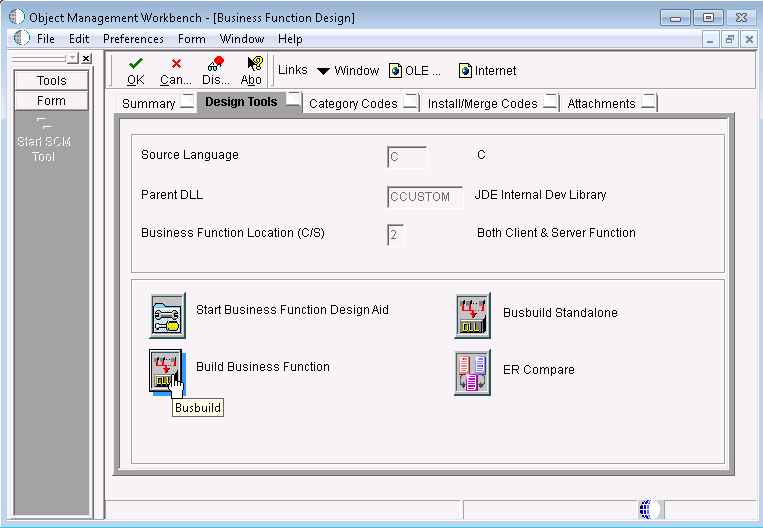 Object Management Workbench - [Business Function Design]
File Edit Preferences Form Window Help
Tools
Form
Start SCM
Tool
OK Can... Dis... Abo Links Window OLE ... Internet
Summary Design Tools Category Codes Install/Merge Codes Attachments
Source Language C C
Parent DLL CCUSTOM JDE Internal Dev Library
Business Function Location (C/S) 2 Both Client & Server Function
Start Business Function Design Aid
DLL Busbuild Standalone
DLL Build Business Function
ER Compare
Busbuild